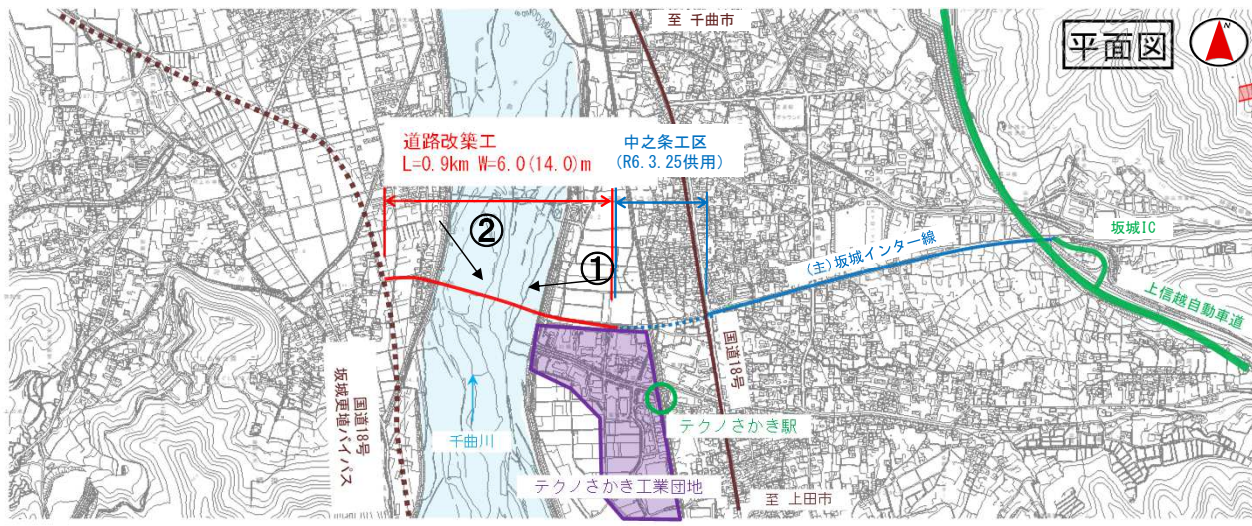 至 千曲市
平面図
N
道路改築工
L=0.9km W=6.0(14.0)m
中之条工区
(R6.3.25供用)
②
①
坂城IC
(主)坂城インター線
上信越自動車道
国道18号
国道18号
坂城更埴バイパス
千曲川
テクノさかき駅
テクノさかき工業団地
至 上田市